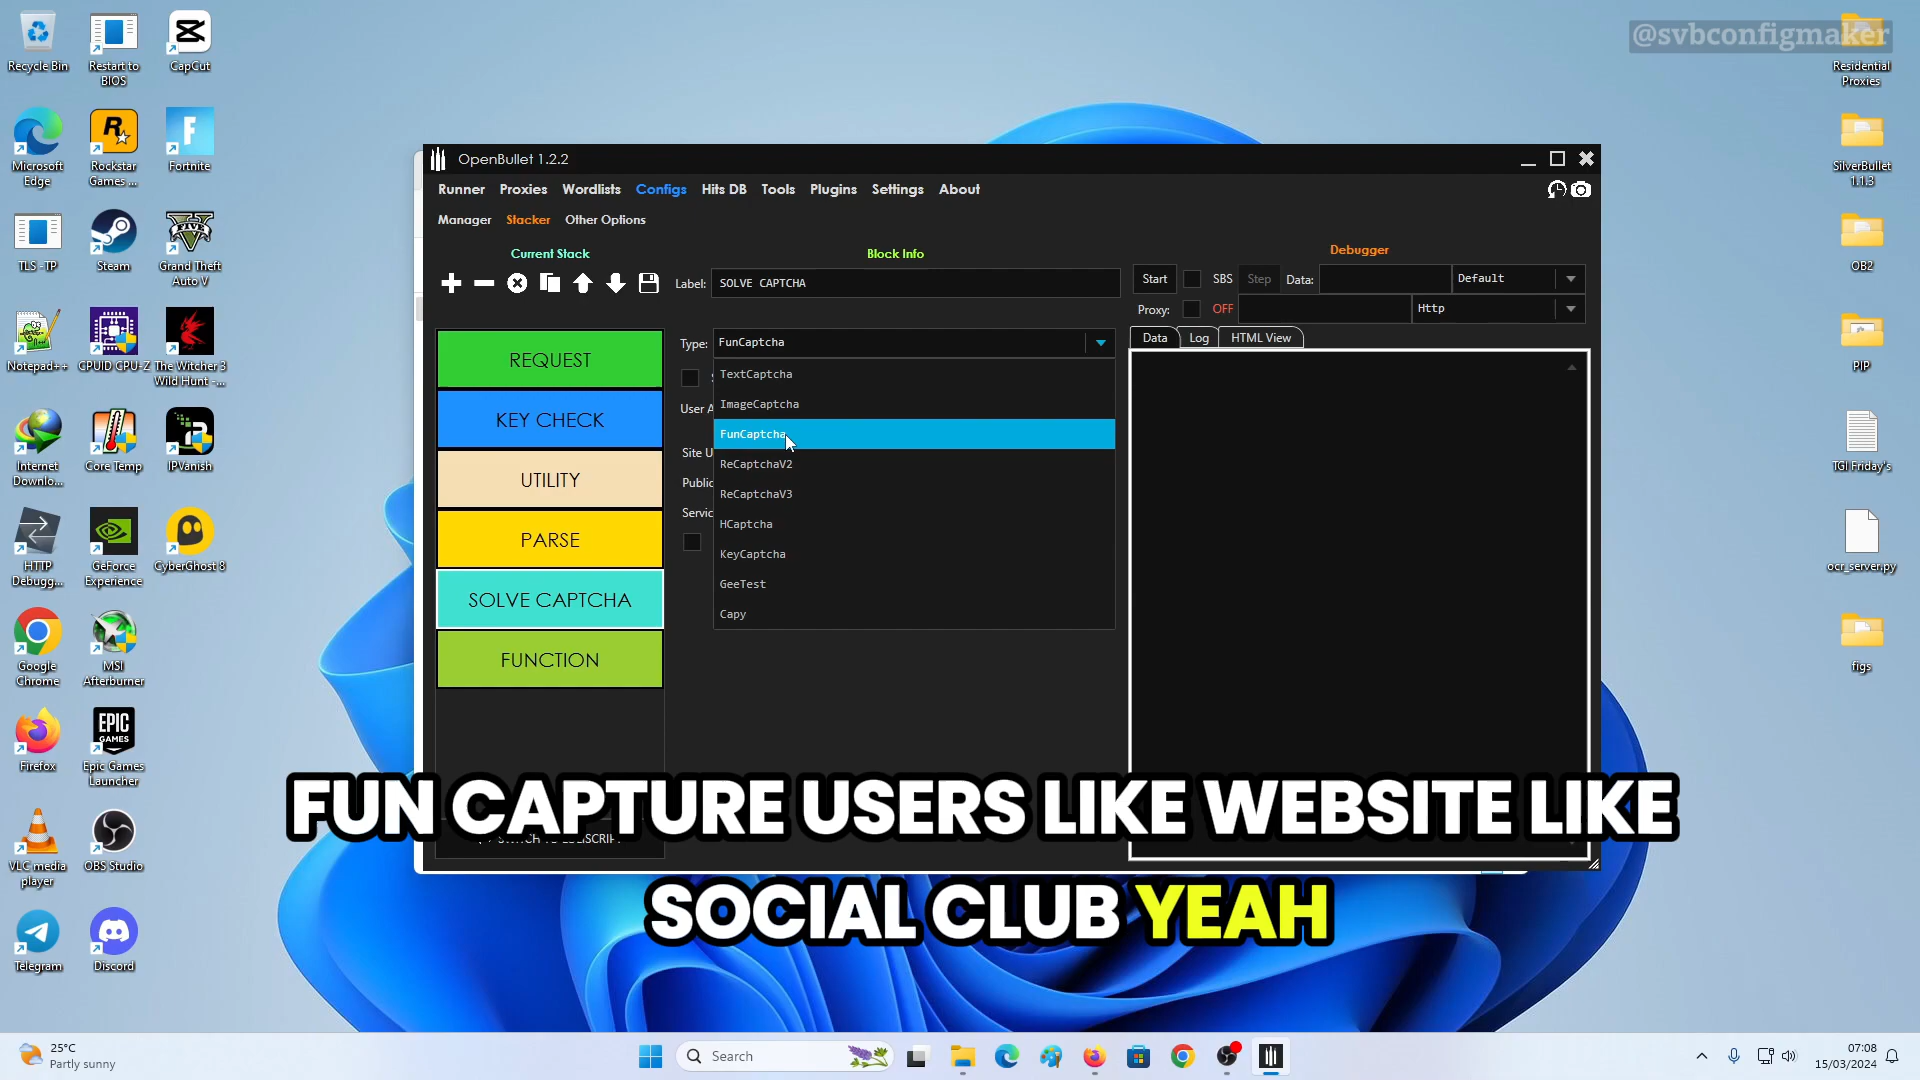 @svbconfigmaker
Recycle Bin
Restart to
BIOS
CapCut
Microsoft
Edge
Rockstar
Games ...
Fortnite
TLS - TP
Steam
Grand Theft
Auto V
Notepad++
CPUID CPU-Z
The Witcher 3
Wild Hunt -...
Internet
Downlo...
Core Temp
IPVanish
HTTP
Debugg...
GeForce
Experience
CyberGhost 8
Google
Chrome
MSI
Afterburner
Firefox
EPIC
GAMES
Epic Games
Launcher
VLC media
player
OBS Studio
Telegram
Discord
OpenBullet 1.2.2
Runner Proxies Wordlists Configs Hits DB Tools Plugins Settings About
Manager Stacker Other Options
Current Stack
REQUEST
KEY CHECK
UTILITY
PARSE
SOLVE CAPTCHA
FUNCTION
Block Info
Label: SOLVE CAPTCHA
Type: FunCaptcha
TextCaptcha
ImageCaptcha
User A
FunCaptcha
Site U
ReCaptchaV2
Public
ReCaptchaV3
Servic
HCaptcha
KeyCaptcha
GeeTest
Capy
Debugger
Start SBS Step Data: Default
Proxy: OFF Http
Data Log HTML View
FUN CAPTURE USERS LIKE WEBSITE LIKE
SOCIAL CLUB YEAH
Residential
Proxies
SilverBullet
1.1.3
OB2
PIP
TGI Friday's
ocr_server.py
figs
25°C
Partly sunny
Search
07:08
15/03/2024